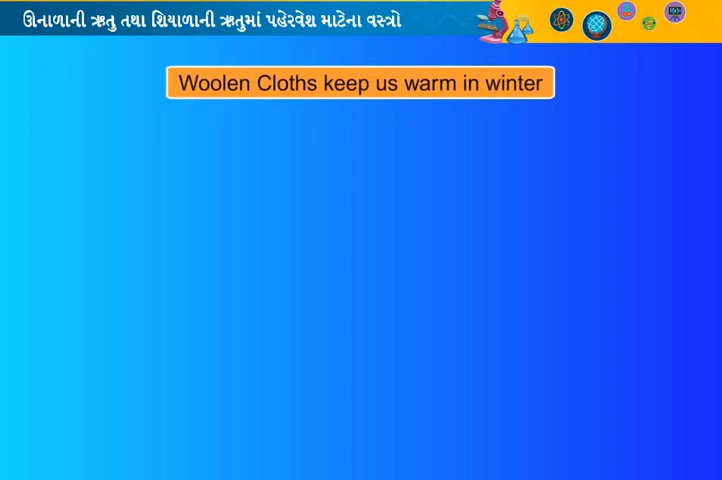 ઊનાળાની ઋતુ તથા શિયાળાની ઋતુમાં પહેરવેશ માટેના વસ્ત્રો
Woolen Cloths keep us warm in winter